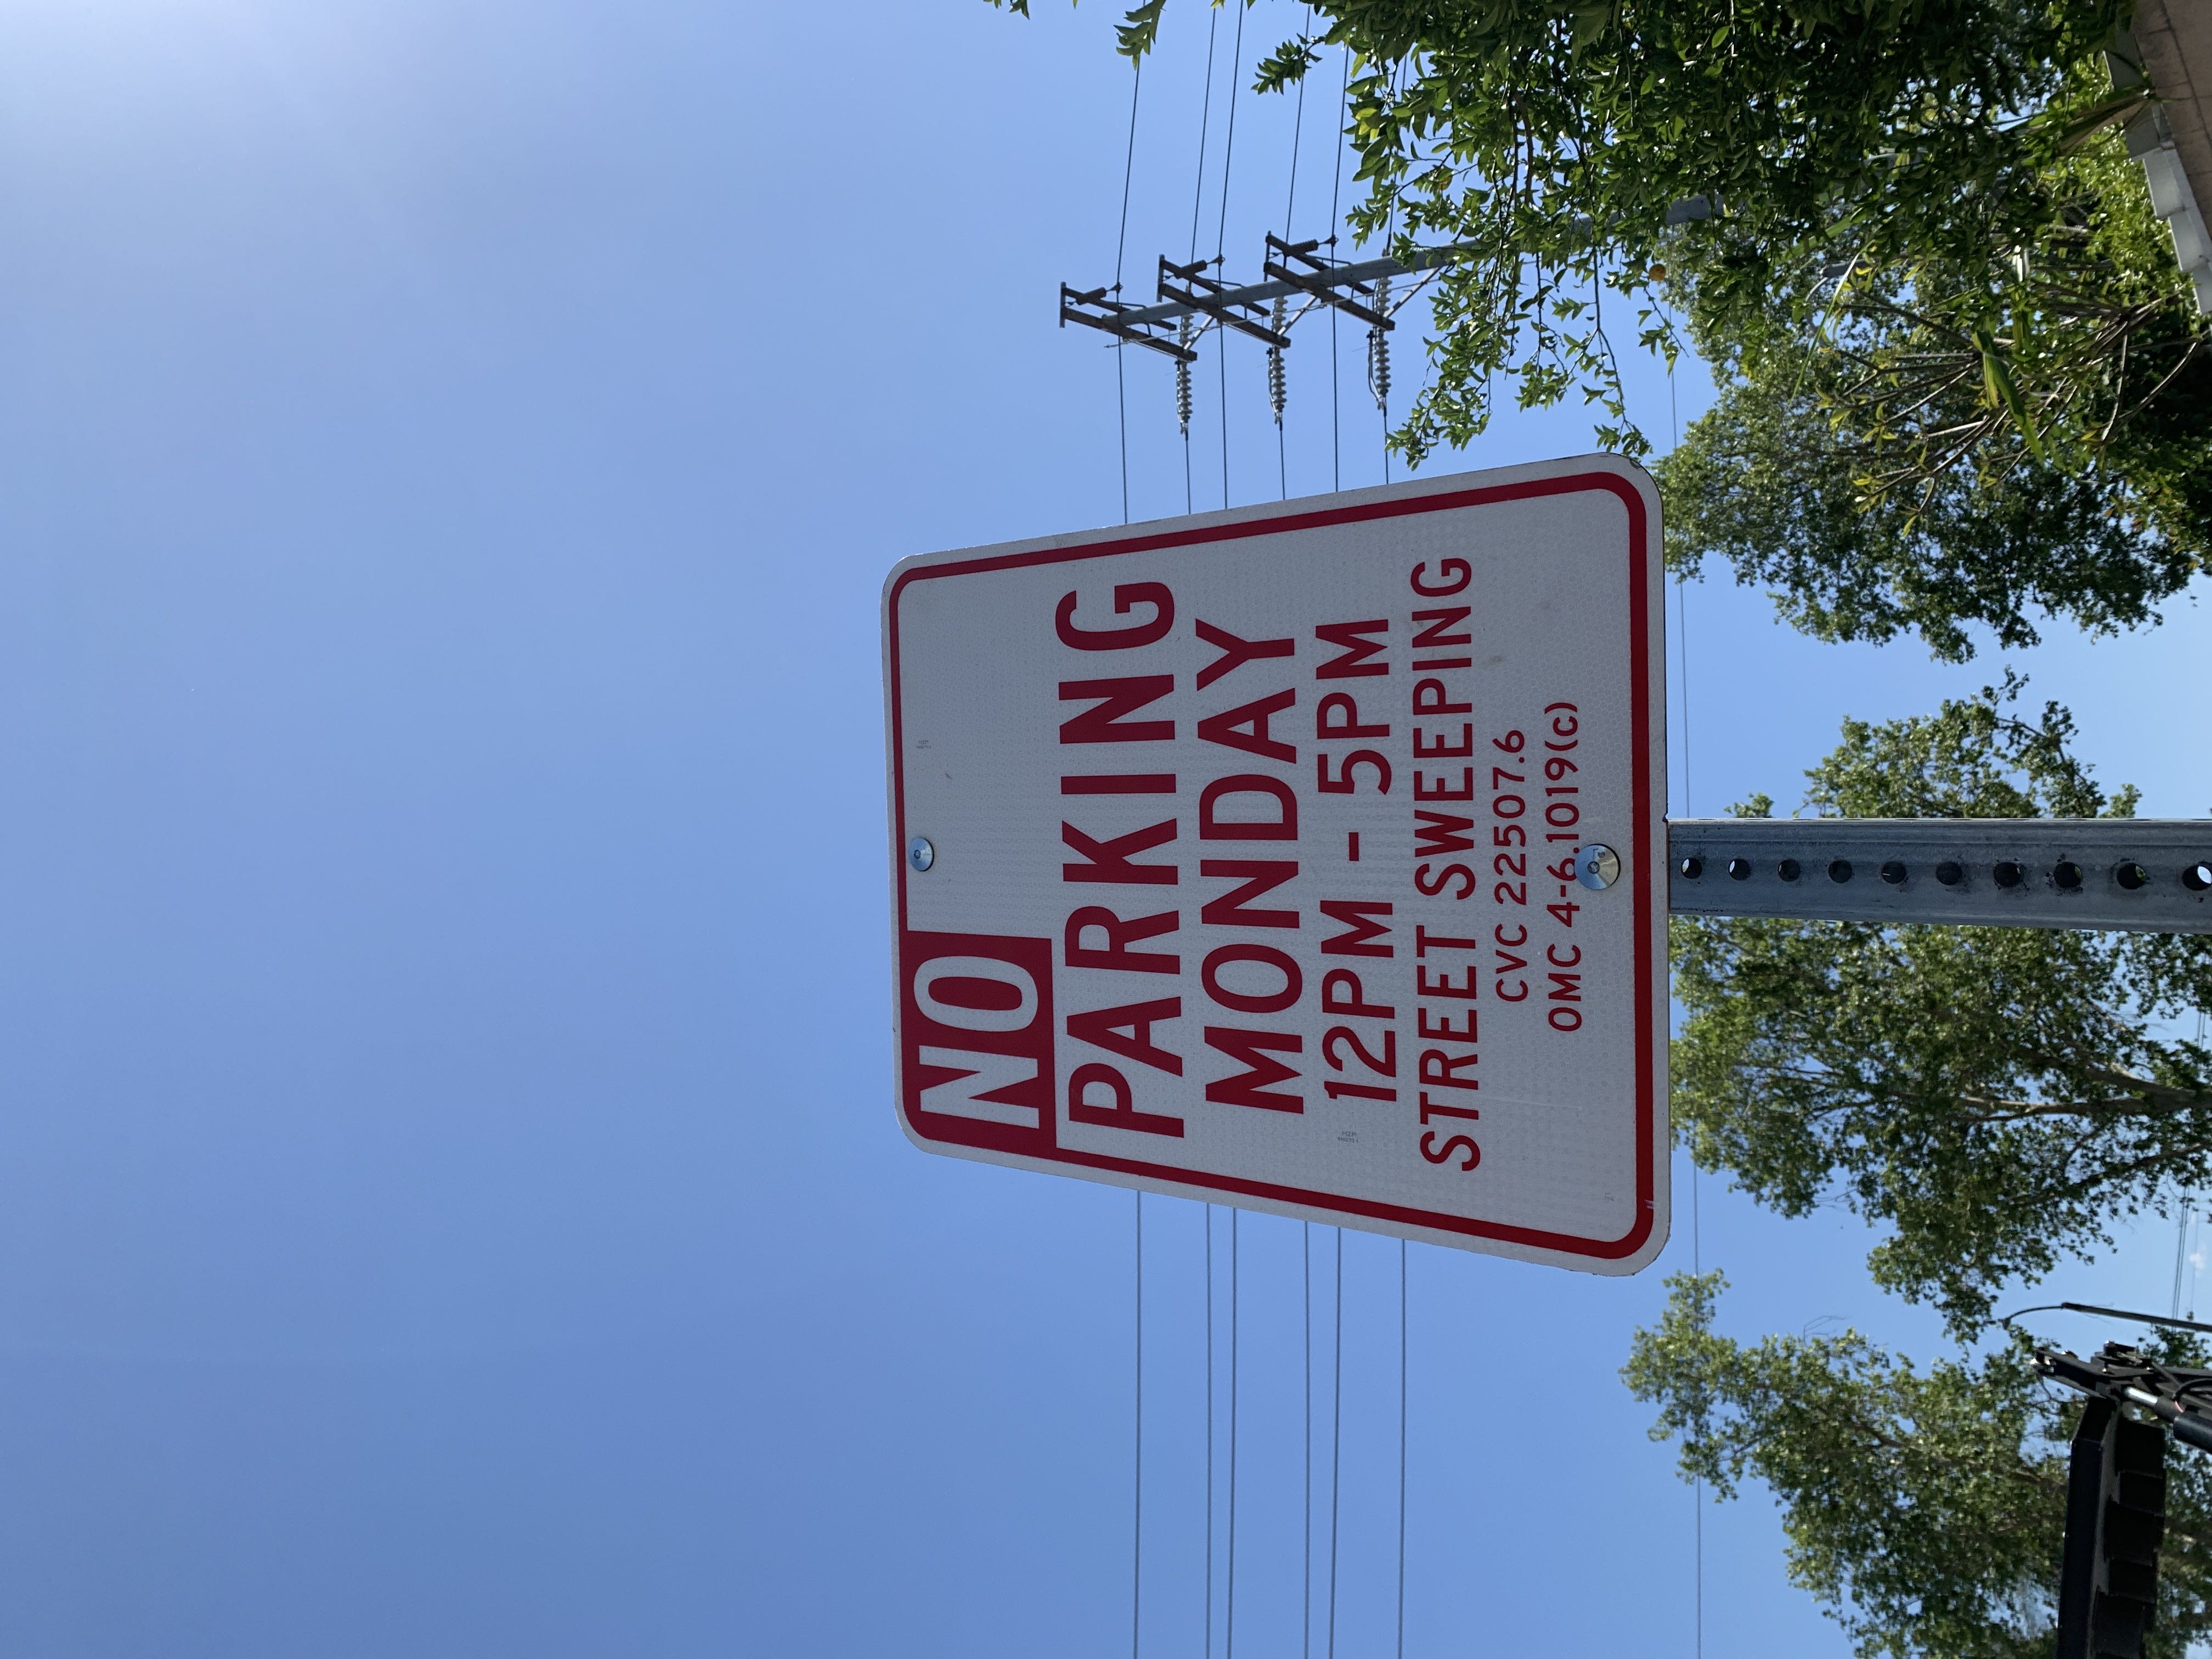 NO
PARKING
MONDAY
12PM - 5PM
STREET SWEEPING
CVC 22507.6
OMC 4-6.1019(c)